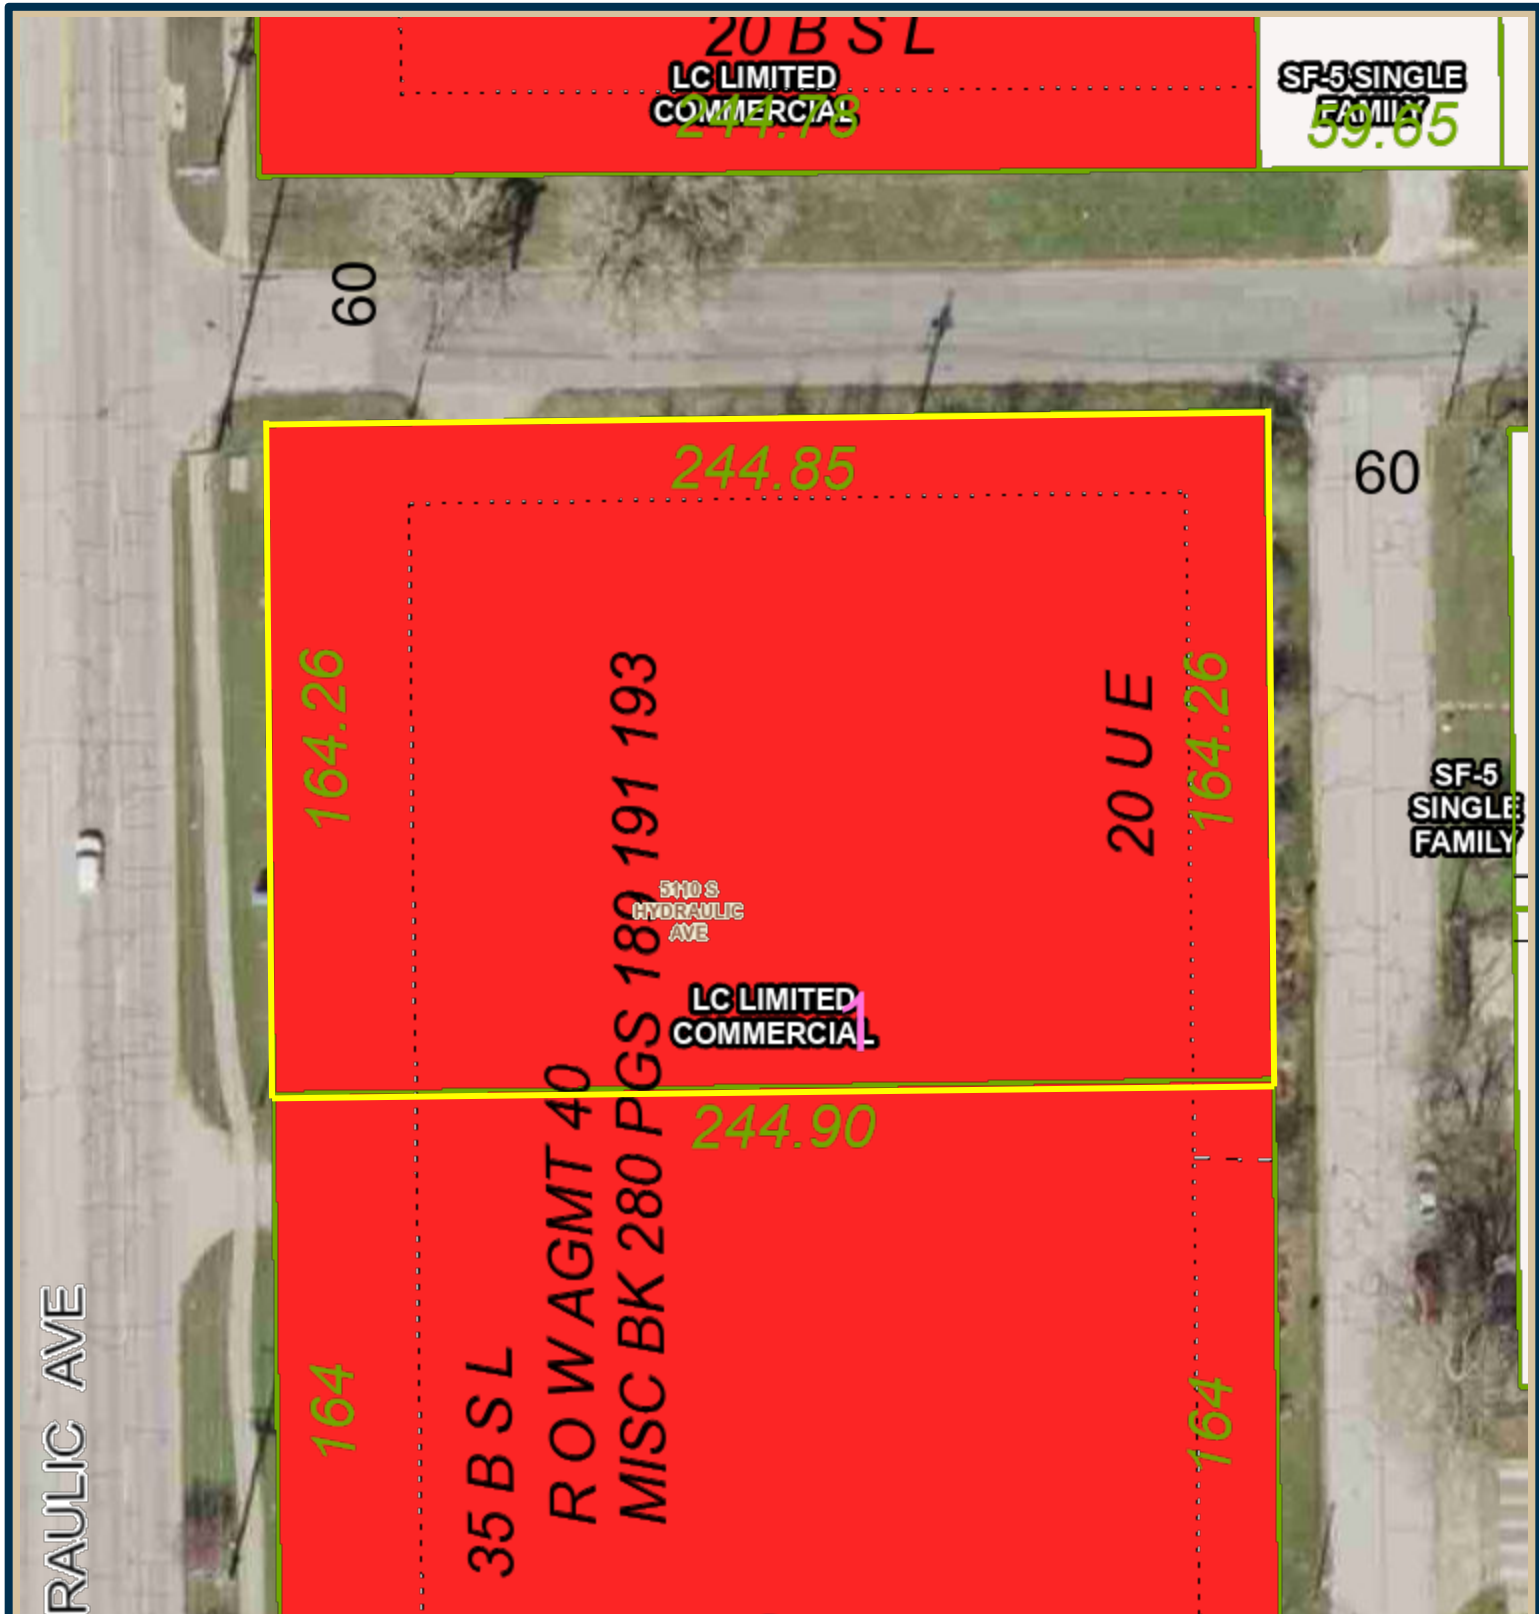 20 B S L
LC LIMITED
COMMERCIAL
244.78
SF-5 SINGLE
FAMILY
59.65
60
244.85
60
164.26
164.26
20 U E
SF-5
SINGLE
FAMILY
5110 S
HYDRAULIC
AVE
LC LIMITED
COMMERCIAL
1
244.90
R O W AGMT 40
MISC BK 280 PGS 189 191 193
35 B S L
164
164
RAULIC AVE